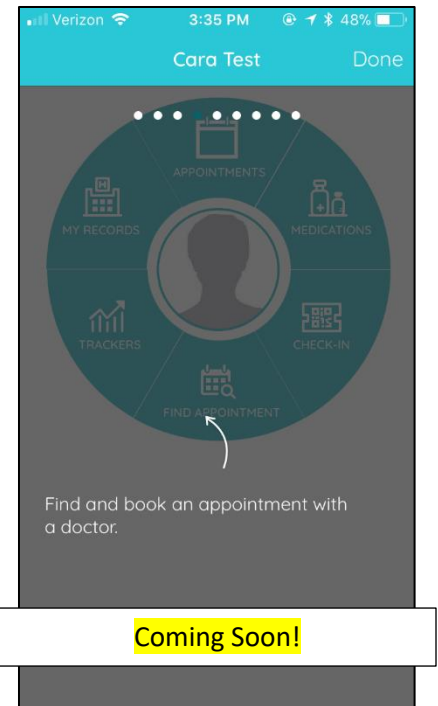 Verizon 3:35 PM 48%
Cara Test Done
APPOINTMENTS
MY RECORDS MEDICATIONS
TRACKERS CHECK-IN
FIND APPOINTMENT
Find and book an appointment with
a doctor.
Coming Soon!